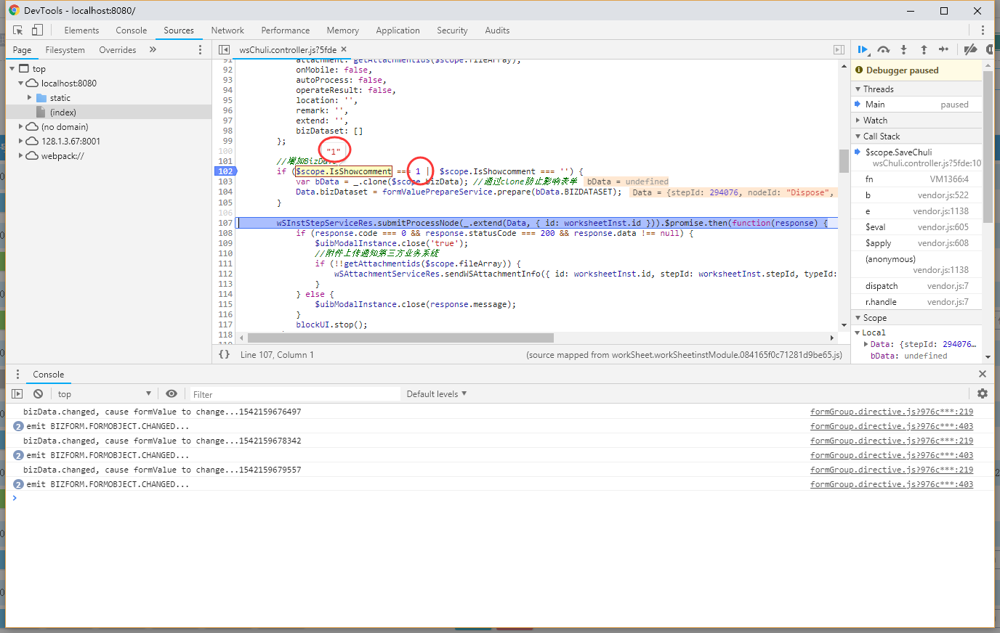 DevTools - localhost:8080/
Elements Console Sources Network Performance Memory Application Security Audits
Page Filesystem Overrides »
wsChuli.controller.js?5fde ×
top
localhost:8080
static
(index)
(no domain)
128.1.3.67:8001
webpack://
91 attachment: getAttachmentids($scope.fileArray),
92 onMobile: false,
93 autoProcess: false,
94 operateResult: false,
95 location: '',
96 remark: '',
97 extend: '',
98 bizDataset: []
99 };
100
"1"
101 //增加BizData
102 if ($scope.IsShowcomment === 1 | $scope.IsShowcomment === '') {
103 var bData = _.clone($scope.bizData); //通过clone防止影响表单 bData = undefined
104 Data.bizDataset = formValuePrepareService.prepare(bData.BIZDATASET); Data = {stepId: 294076, nodeId: "Dispose",
105 }
106
107 wSInstStepServiceRes.submitProcessNode(_.extend(Data, { id: worksheetInst.id })).$promise.then(function(response) {
108 if (response.code === 0 && response.statusCode === 200 && response.data !== null) {
109 $uibModalInstance.close('true');
110 //附件上传通知第三方业务系统
111 if (!!getAttachmentids($scope.fileArray)) {
112 wSAttachmentServiceRes.sendWSAttachmentInfo({ id: worksheetInst.id, stepId: worksheetInst.stepId, typeId:
113 }
114 } else {
115 $uibModalInstance.close(response.message);
116 }
117 blockUI.stop();
118
{} Line 107, Column 1 (source mapped from workSheet.workSheetinstModule.084165f0c71281d9be65.js)
Debugger paused
Threads
Main paused
Watch
Call Stack
$scope.SaveChuli
wsChuli.controller.js?5fde:10
fn VM1366:4
b vendor.js:522
e vendor.js:1138
$eval vendor.js:605
$apply vendor.js:608
(anonymous)
vendor.js:1138
dispatch vendor.js:7
r.handle vendor.js:7
Scope
Local
Data: {stepId: 294076…
bData: undefined
Console
top Filter Default levels
bizData.changed, cause formValue to change...1542159676497 formGroup.directive.js?976c***:219
2 emit BIZFORM.FORMOBJECT.CHANGED... formGroup.directive.js?976c***:403
bizData.changed, cause formValue to change...1542159678342 formGroup.directive.js?976c***:219
2 emit BIZFORM.FORMOBJECT.CHANGED... formGroup.directive.js?976c***:403
bizData.changed, cause formValue to change...1542159679557 formGroup.directive.js?976c***:219
2 emit BIZFORM.FORMOBJECT.CHANGED... formGroup.directive.js?976c***:403